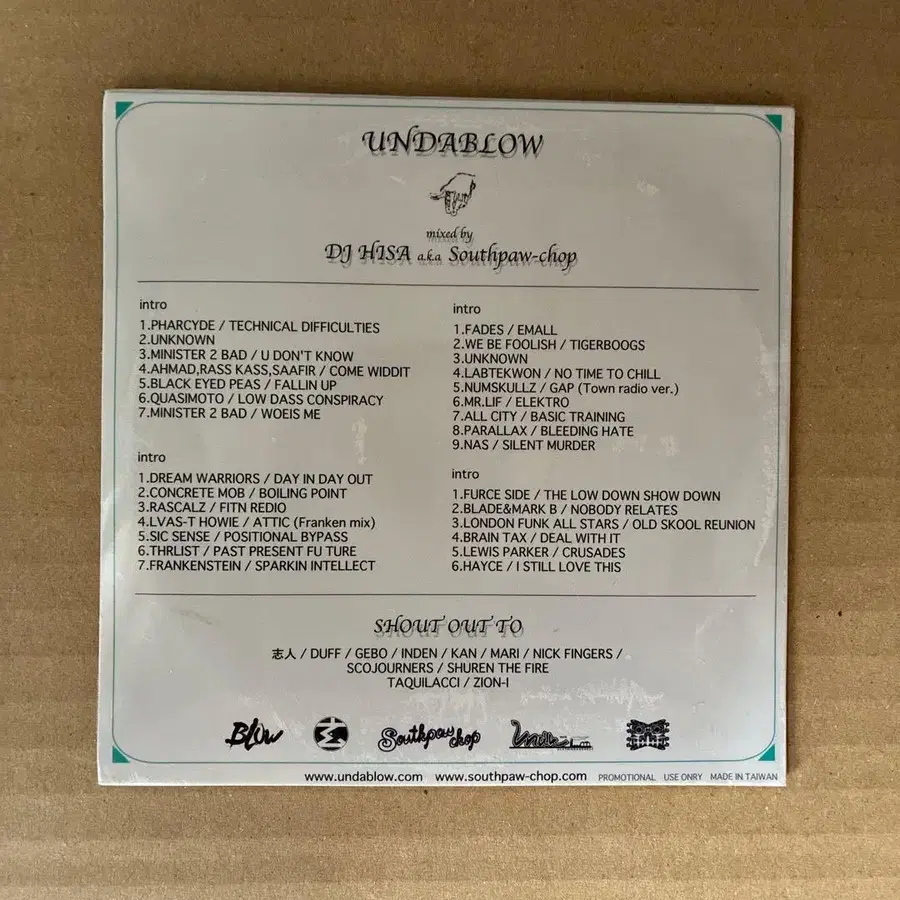 UNDABLOW
mixed by
DJ HISA a.k.a Southpaw-chop
intro
1.PHARCYDE / TECHNICAL DIFFICULTIES
2.UNKNOWN
3.MINISTER 2 BAD / U DON'T KNOW
4.AHMAD,RASS KASS,SAAFIR / COME WIDDIT
5.BLACK EYED PEAS / FALLIN UP
6.QUASIMOTO / LOW DASS CONSPIRACY
7.MINISTER 2 BAD / WOEIS ME
intro
1.DREAM WARRIORS / DAY IN DAY OUT
2.CONCRETE MOB / BOILING POINT
3.RASCALZ / FITN REDIO
4.LVAS-T HOWIE / ATTIC (Franken mix)
5.SIC SENSE / POSITIONAL BYPASS
6.THRLIST / PAST PRESENT FU TURE
7.FRANKENSTEIN / SPARKIN INTELLECT
intro
1.FADES / EMALL
2.WE BE FOOLISH / TIGERBOOGS
3.UNKNOWN
4.LABTEKWON / NO TIME TO CHILL
5.NUMSKULLZ / GAP (Town radio ver.)
6.MR.LIF / ELEKTRO
7.ALL CITY / BASIC TRAINING
8.PARALLAX / BLEEDING HATE
9.NAS / SILENT MURDER
intro
1.FURCE SIDE / THE LOW DOWN SHOW DOWN
2.BLADE&MARK B / NOBODY RELATES
3.LONDON FUNK ALL STARS / OLD SKOOL REUNION
4.BRAIN TAX / DEAL WITH IT
5.LEWIS PARKER / CRUSADES
6.HAYCE / I STILL LOVE THIS
SHOUT OUT TO
志人 / DUFF / GEBO / INDEN / KAN / MARI / NICK FINGERS /
SCOJOURNERS / SHUREN THE FIRE
TAQUILACCI / ZION-I
BLOW
Southpaw chop
www.undablow.com www.southpaw-chop.com PROMOTIONAL USE ONRY MADE IN TAIWAN